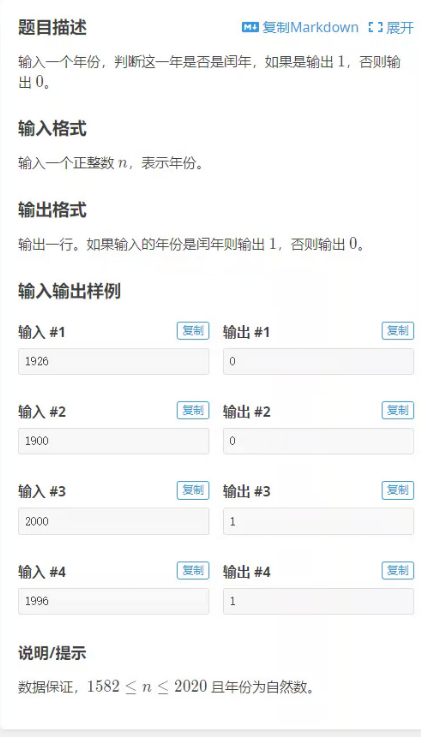 题目描述 复制Markdown 展开
输入一个年份，判断这一年是否是闰年，如果是输出 1，否则输
出 0。
输入格式
输入一个正整数 n，表示年份。
输出格式
输出一行。如果输入的年份是闰年则输出 1，否则输出 0。
输入输出样例
输入 #1 复制 输出 #1 复制
1926 0
输入 #2 复制 输出 #2 复制
1900 0
输入 #3 复制 输出 #3 复制
2000 1
输入 #4 复制 输出 #4 复制
1996 1
说明/提示
数据保证，1582 ≤ n ≤ 2020 且年份为自然数。